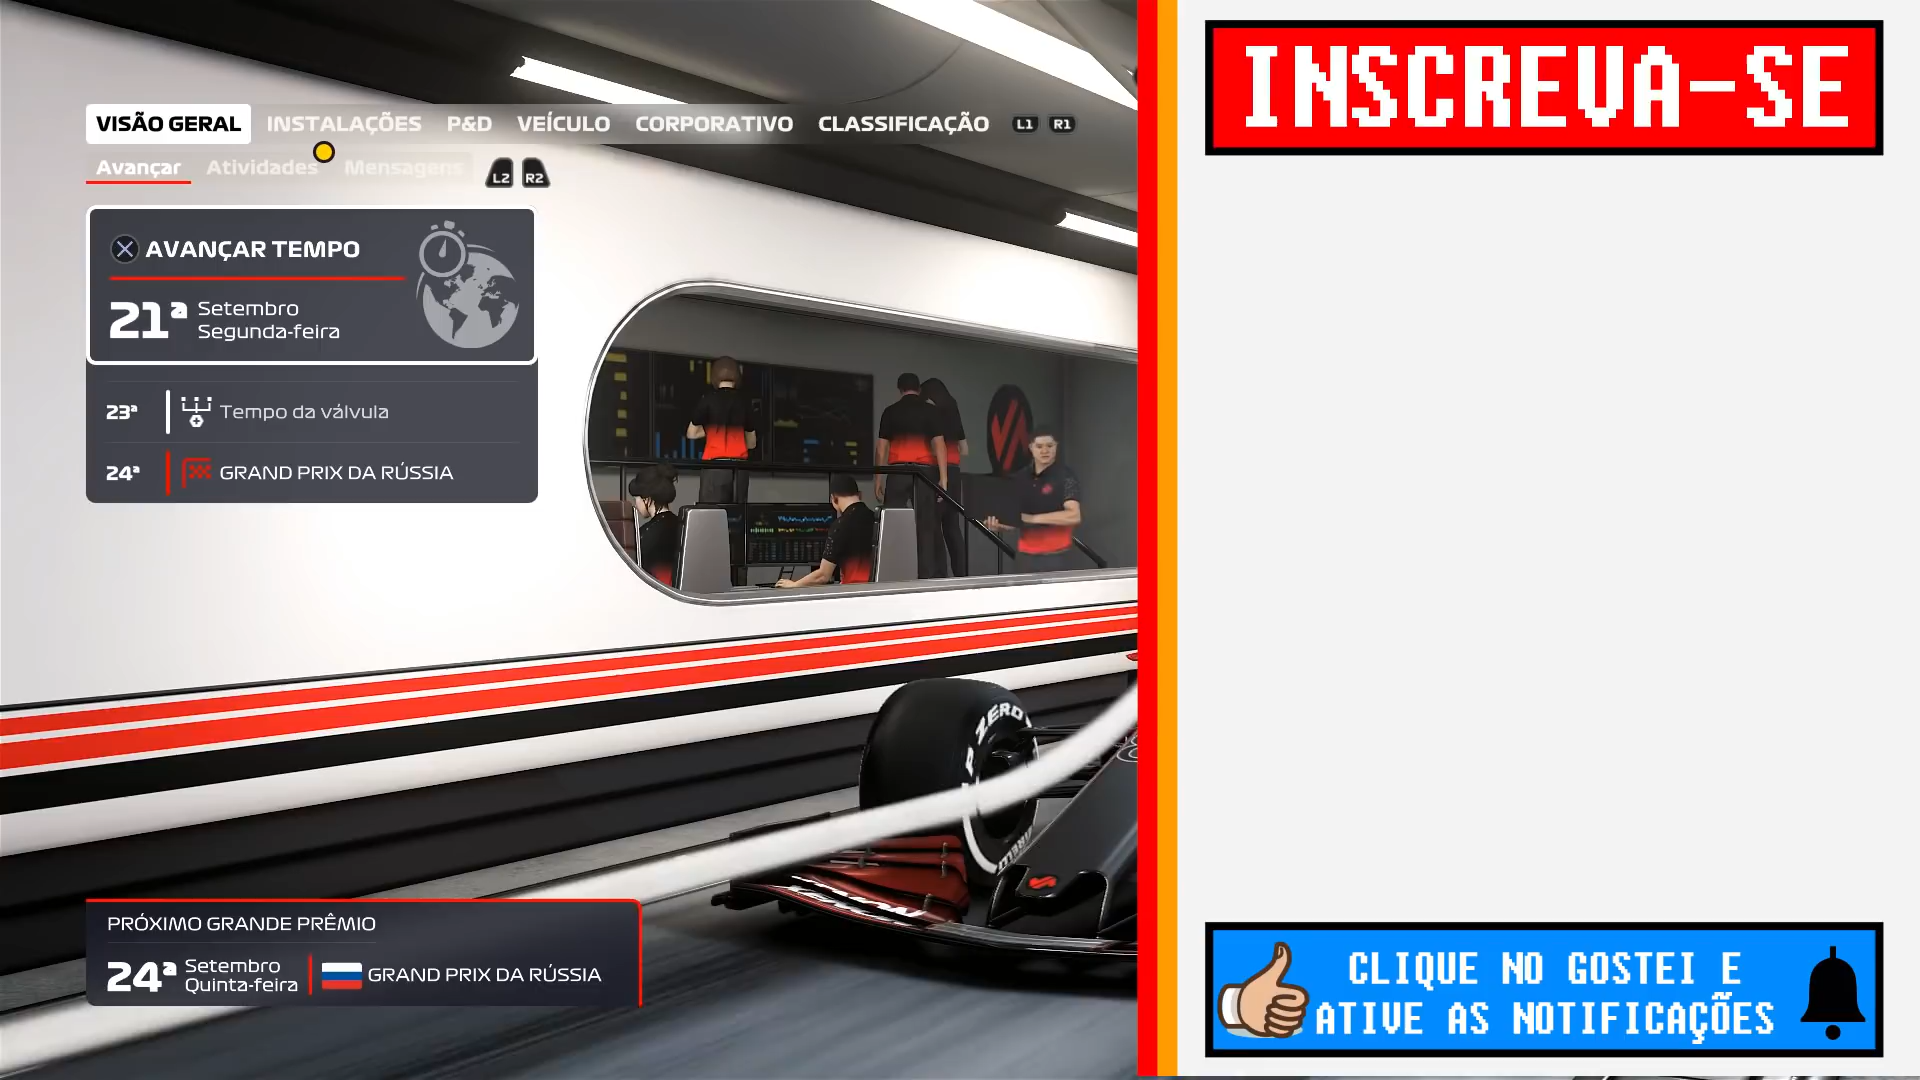 VISÃO GERAL INSTALAÇÕES P&D VEÍCULO CORPORATIVO CLASSIFICAÇÃO L1 R1
Avançar Atividades Mensagens L2 R2
AVANÇAR TEMPO
21ª Setembro
Segunda-feira
23ª Tempo da válvula
24ª GRAND PRIX DA RÚSSIA
P ZERO
PIRELLI
PRÓXIMO GRANDE PRÊMIO
24ª Setembro
Quinta-feira
GRAND PRIX DA RÚSSIA
INSCREVA-SE
CLIQUE NO GOSTEI E
ATIVE AS NOTIFICAÇÕES